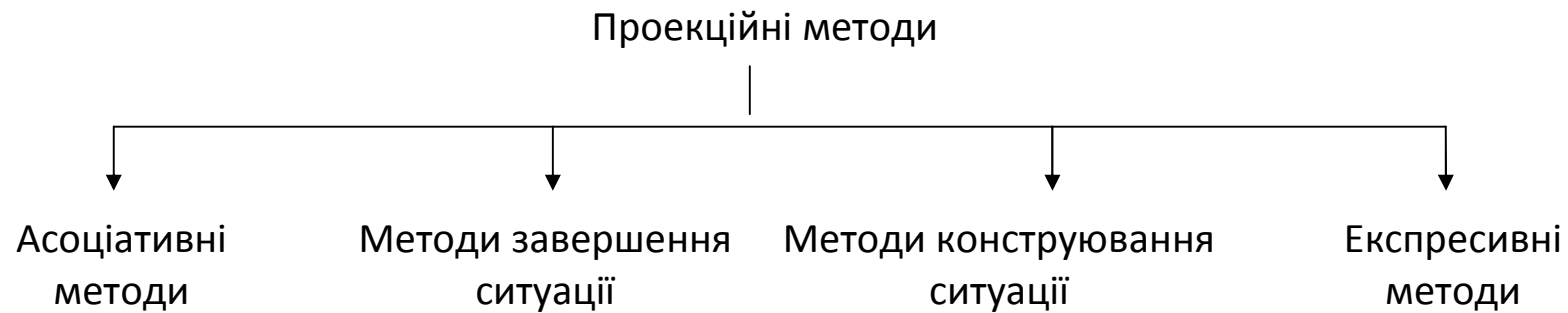 Проекційні методи
Асоціативні
методи
Методи завершення
ситуації
Методи конструювання
ситуації
Експресивні
методи